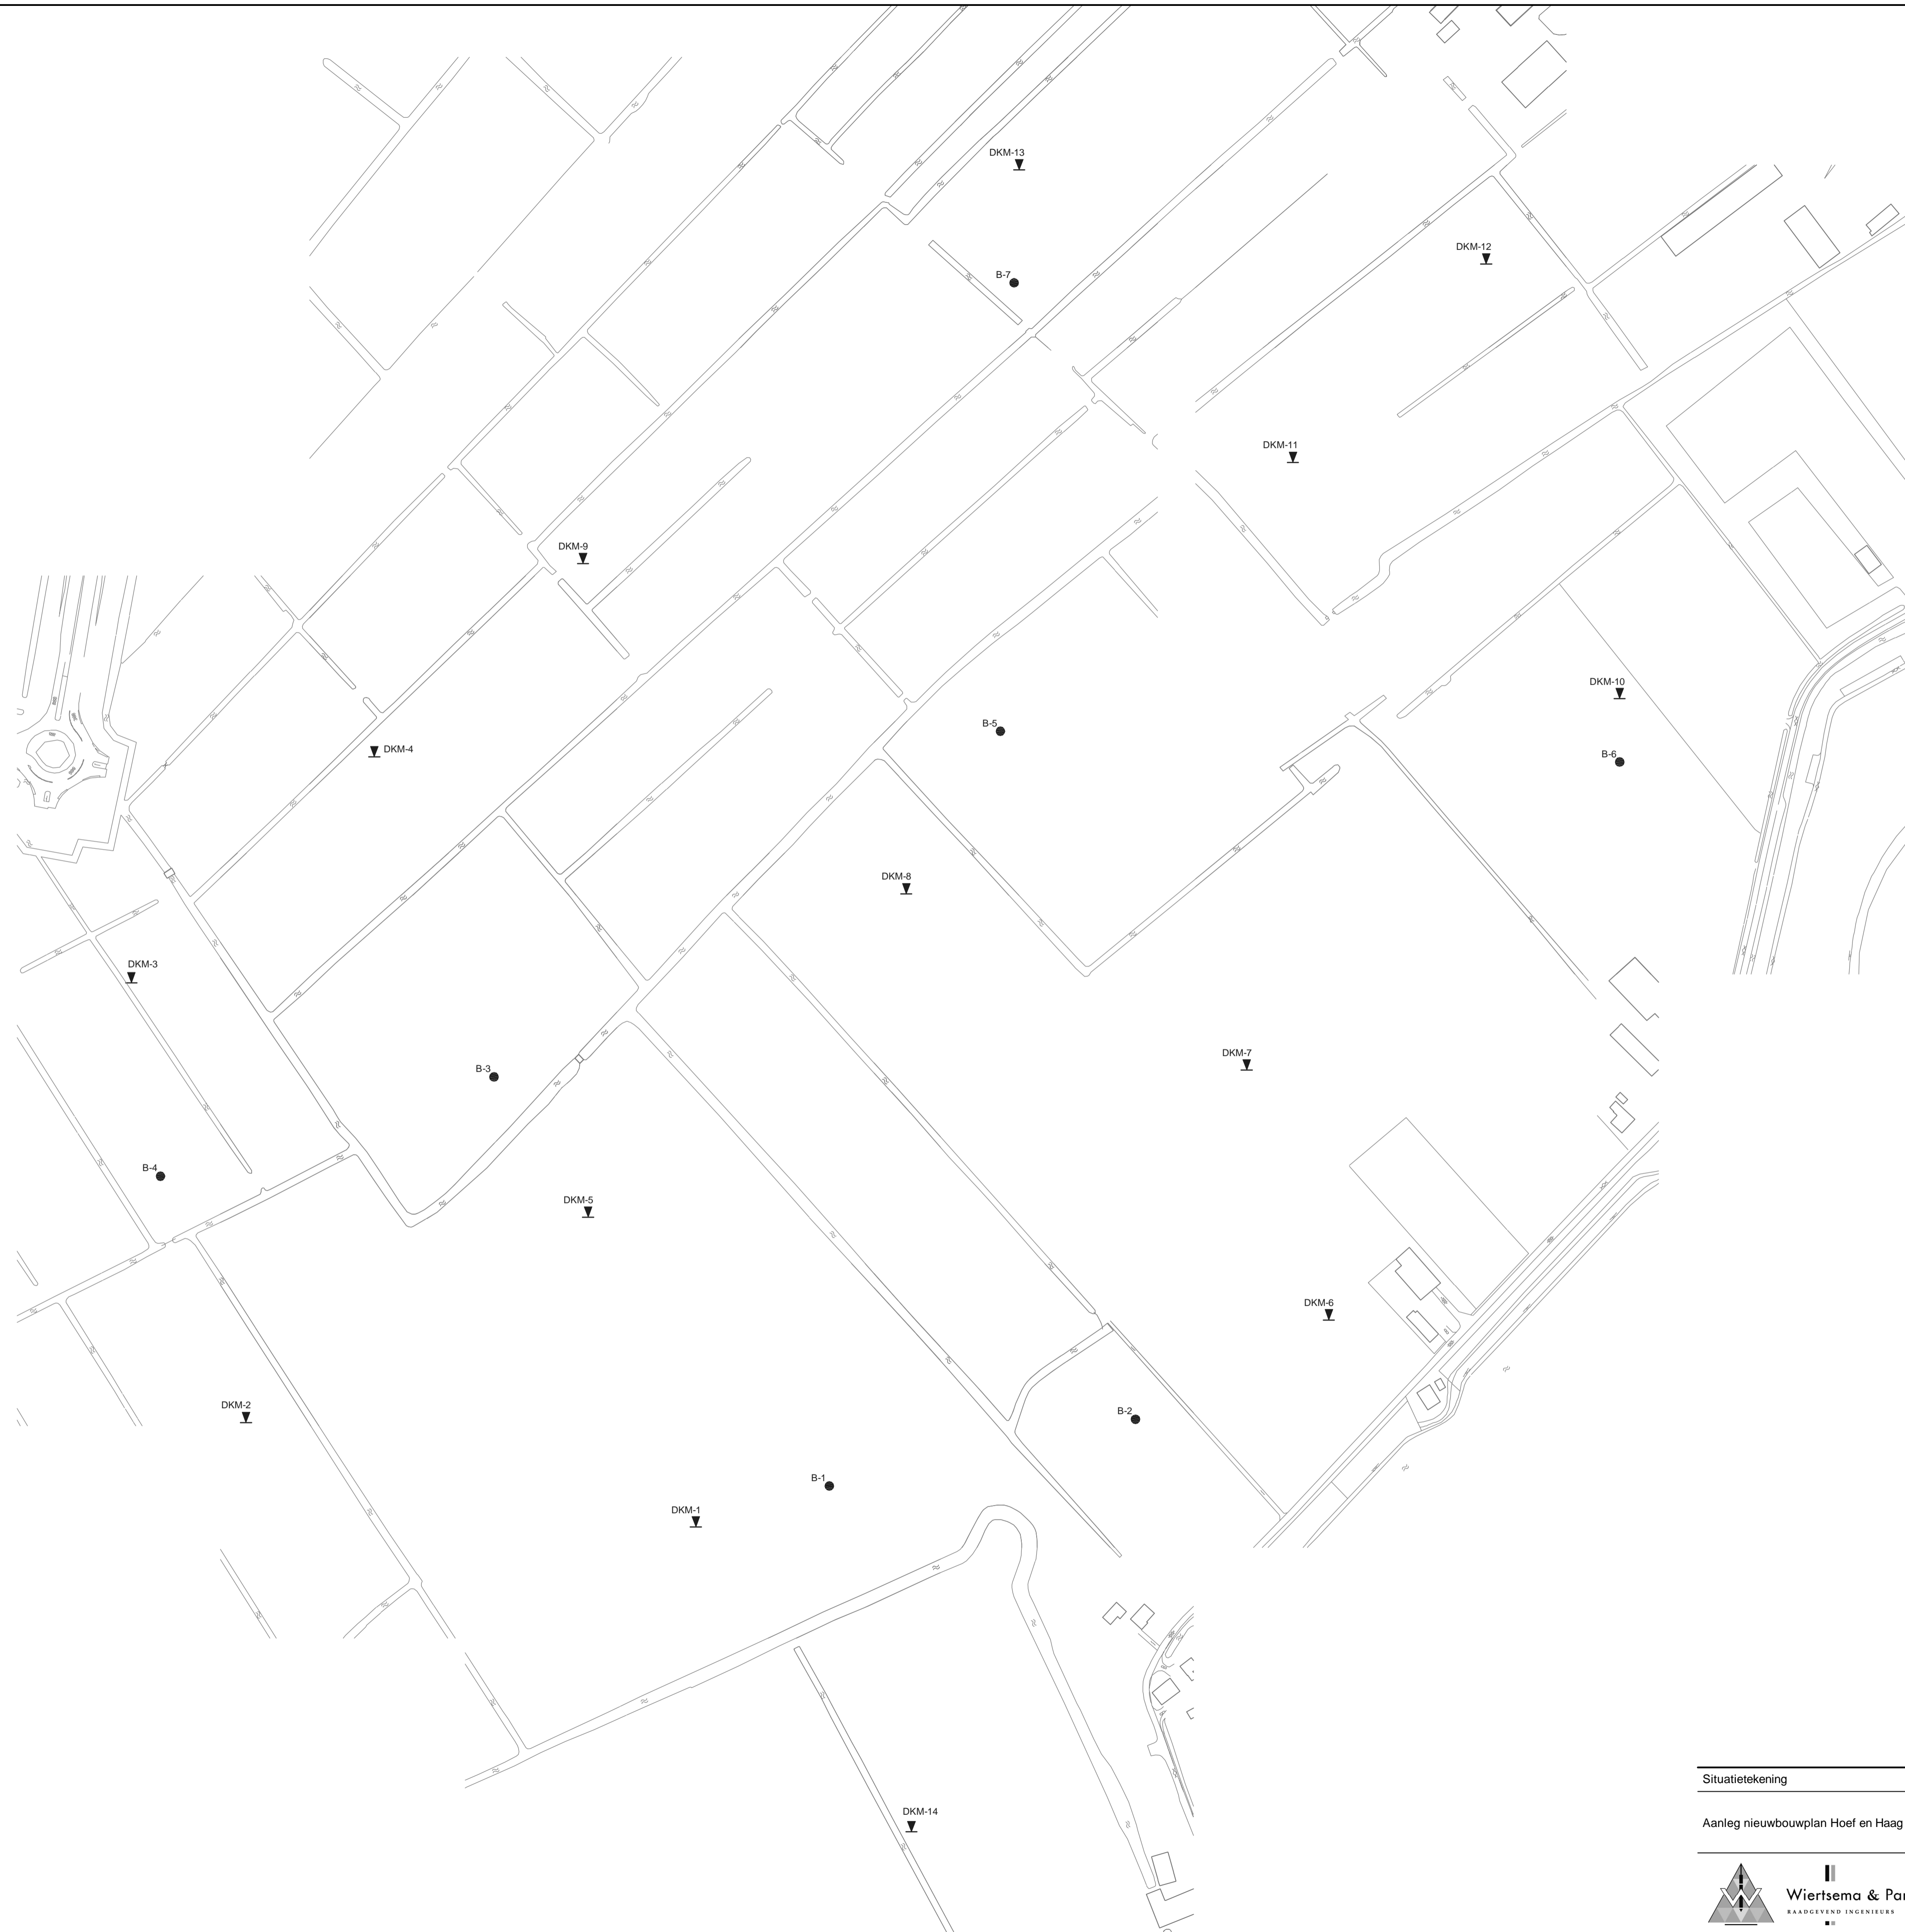 DKM-13
DKM-12
B-7
DKM-11
DKM-9
DKM-10
B-5
DKM-4
B-6
DKM-8
DKM-3
DKM-7
B-3
B-4
DKM-5
DKM-6
DKM-2
B-2
B-1
DKM-1
Situatietekening
DKM-14
Aanleg nieuwbouwplan Hoef en Haag
Wiertsema & Par
RAADGEVEND INGENIEURS